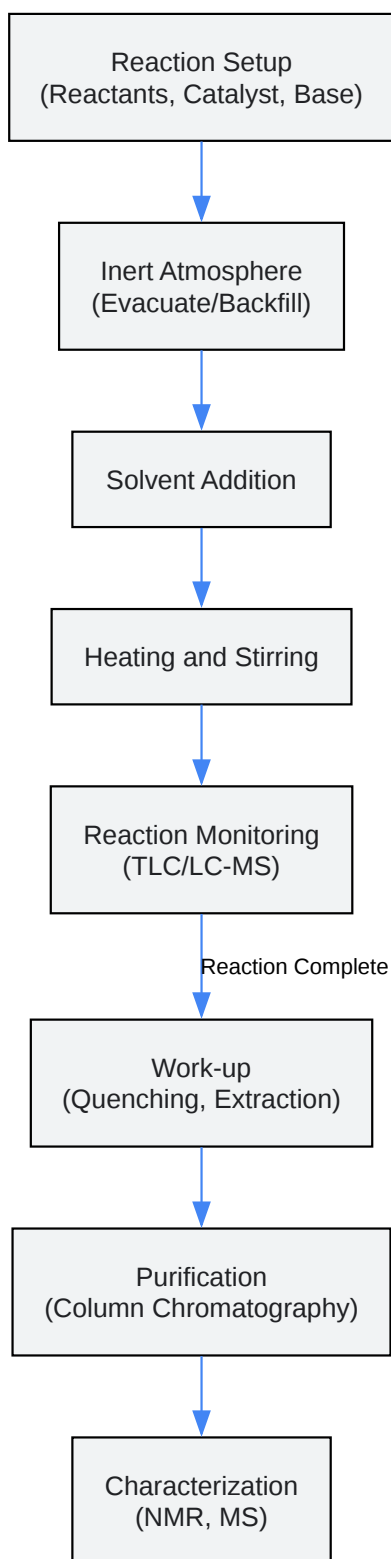 Reaction Setup
(Reactants, Catalyst, Base)
Inert Atmosphere
(Evacuate/Backfill)
Solvent Addition
Heating and Stirring
Reaction Monitoring
(TLC/LC-MS)
Reaction Complete
Work-up
(Quenching, Extraction)
Purification
(Column Chromatography)
Characterization
(NMR, MS)